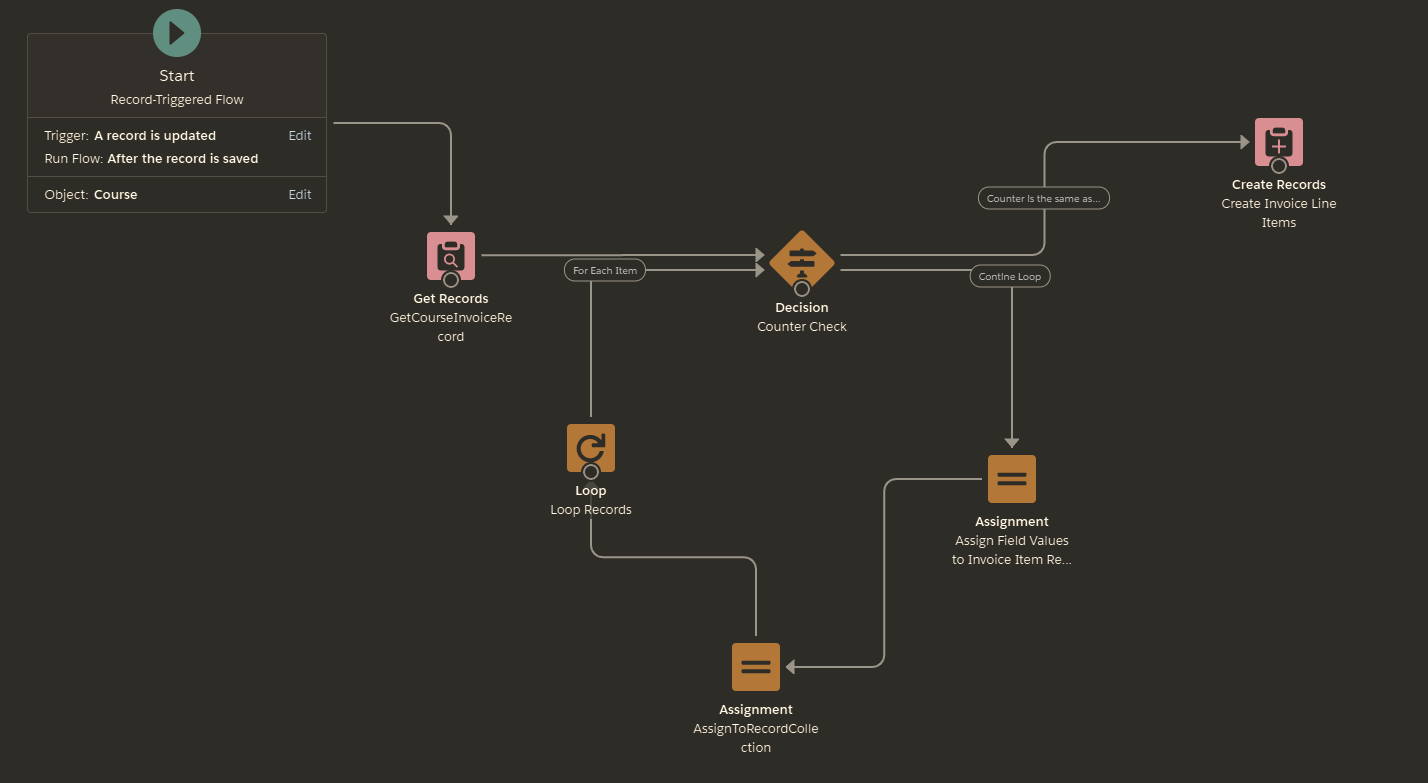 Start
Record-Triggered Flow
Trigger: A record is updated Edit
Run Flow: After the record is saved
Object: Course Edit
Get Records
GetCourseInvoiceRe
cord
For Each Item
Decision
Counter Check
Counter Is the same as...
Contine Loop
Create Records
Create Invoice Line
Items
Loop
Loop Records
Assignment
Assign Field Values
to Invoice Item Re...
Assignment
AssignToRecordColle
ction